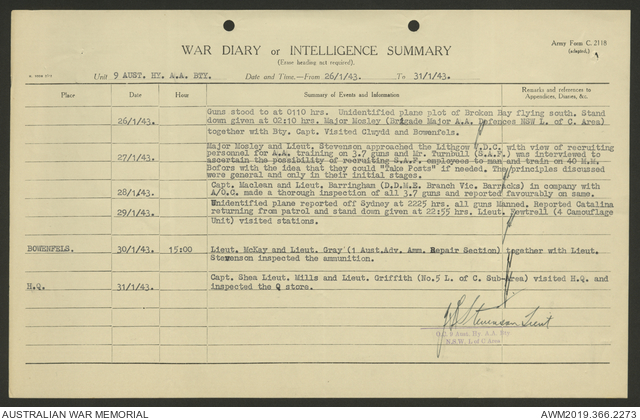 Army Form C. 2118
(adapted).
WAR DIARY or INTELLIGENCE SUMMARY
(Erase heading not required).
Unit 9 AUST. HY. A.A. BTY. Date and Time.—From 26/1/43. To 31/1/43.
Place Date Hour Summary of Events and Information Remarks and references to Appendices, Diaries, &c.
26/1/43. Guns stood to at 0110 hrs. Unidentified plane plot of Broken Bay flying south. Stand
down given at 02:10 hrs. Major Mosley (Brigade Major A.A. Defences NSW L. of C. Area)
together with Bty. Capt. Visited Clwydd and Bowenfels.
27/1/43. Major Mosley and Lieut. Stevenson approached the Lithgow V.D.C. with view of recruiting
personnel for A.A. training on 3.7 guns and Mr. Turnbull (S.A.F.) was interviewed to
ascertain the possibility of recruiting S.A.F. employees to man and train on 40 M.M.
Bofors with the idea that they could "Take Posts" if needed. The principles discussed
were general and only in their initial stages.
28/1/43. Capt. Maclean and Lieut. Barringham (D.D.M.E. Branch Vic. Barracks) in company with
A/O.C. made a thorough inspection of all 3.7 guns and reported favourably on same.
29/1/43. Unidentified plane reported off Sydney at 2225 hrs. all guns Manned. Reported Catalina
returning from patrol and stand given at 22:55 hrs. Lieut. Pewtrell (4 Camouflage
Unit) visited stations.
BOWENFELS. 30/1/43. 15:00 Lieut. McKay and Lieut. Gray (1 Aust.Adv. Amm. Repair Section) together with Lieut.
Stevenson inspected the ammunition.
H.Q. 31/1/43. Capt. Shea Lieut. Mills and Lieut. Griffith (No.5 L. of C. Sub-Area) visited H.Q. and
inspected the Q store.
Stevenson Lieut
O.C. 9 Aust. Hy. A.A. Bty
N.S.W. L of C Area
AUSTRALIAN WAR MEMORIAL
AWM2019.366.2273